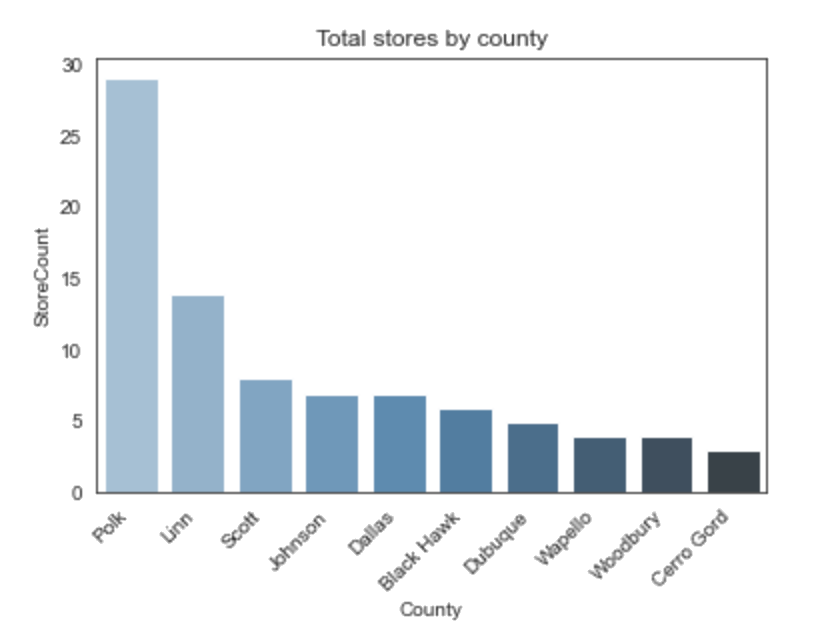 Total stores by county
30
25
20
15
10
5
0
StoreCount
Polk
Linn
Scott
Johnson
Dallas
Black Hawk
Dubuque
Wapello
Woodbury
Cerro Gord
County